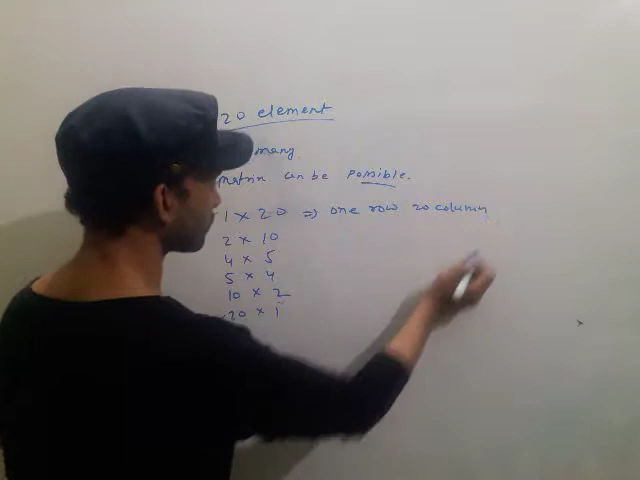 20 element
many
matrix can be possible.
1 × 20 ⇒ one row 20 column
2 × 10
4 × 5
5 × 4
10 × 2
20 × 1